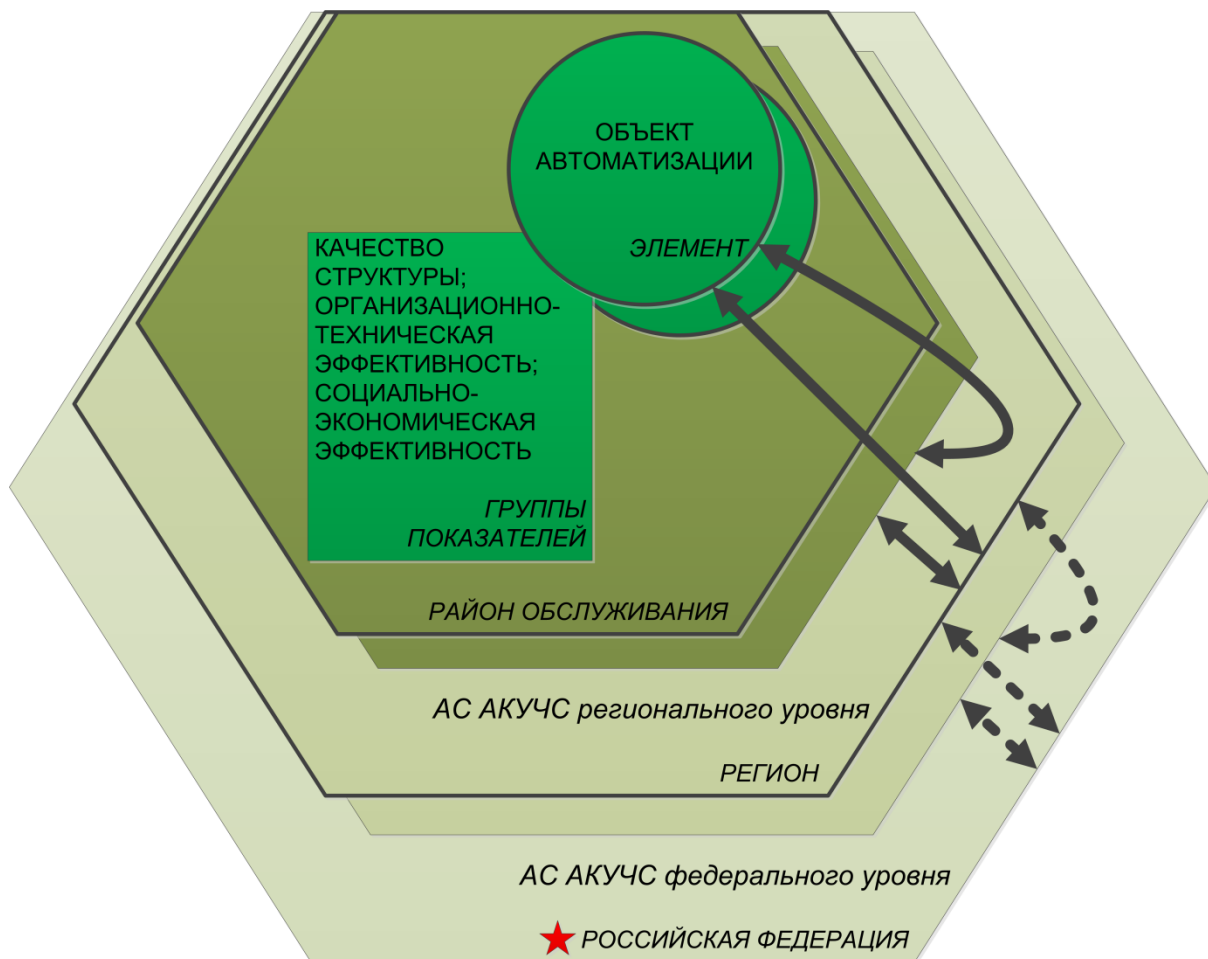 ОБЪЕКТ
АВТОМАТИЗАЦИИ
ЭЛЕМЕНТ
КАЧЕСТВО
СТРУКТУРЫ;
ОРГАНИЗАЦИОННО-
ТЕХНИЧЕСКАЯ
ЭФФЕКТИВНОСТЬ;
СОЦИАЛЬНО-
ЭКОНОМИЧЕСКАЯ
ЭФФЕКТИВНОСТЬ
ГРУППЫ
ПОКАЗАТЕЛЕЙ
РАЙОН ОБСЛУЖИВАНИЯ
АС АКУЧС регионального уровня
РЕГИОН
АС АКУЧС федерального уровня
РОССИЙСКАЯ ФЕДЕРАЦИЯ